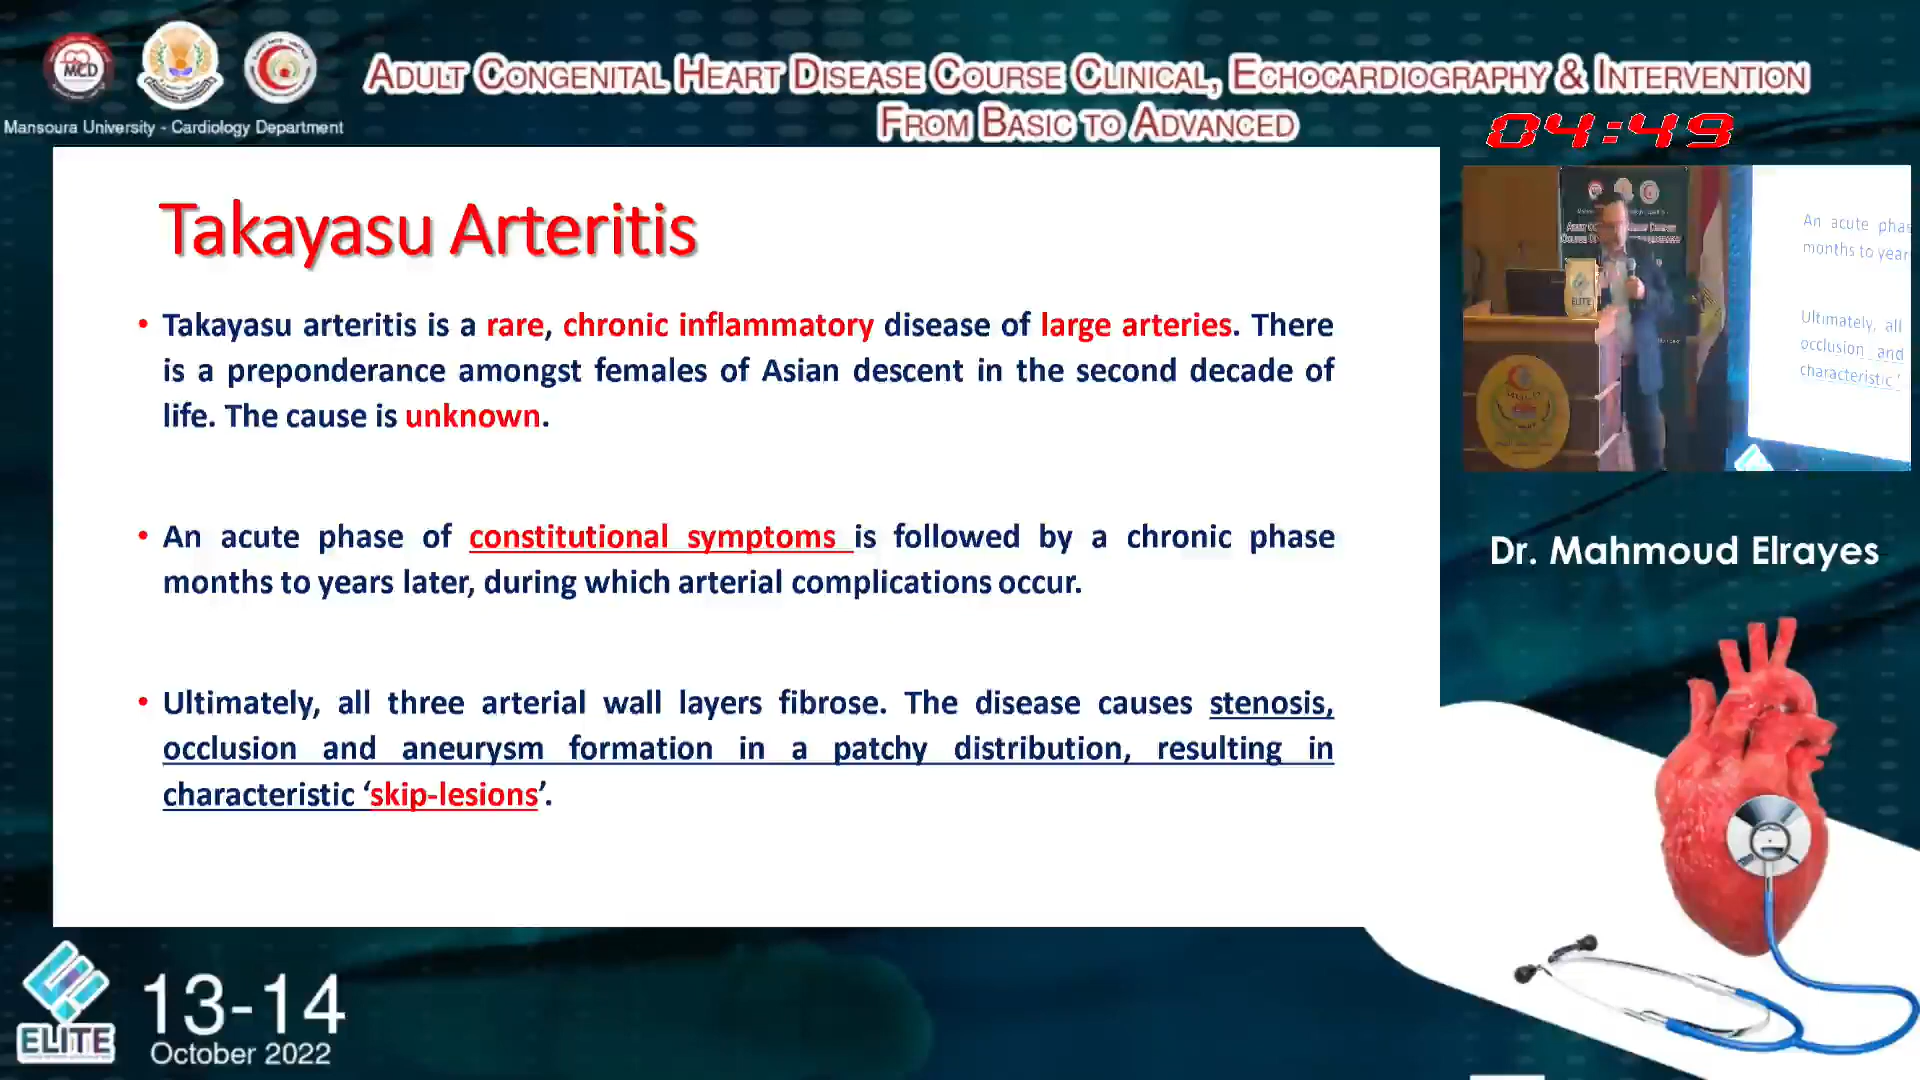 MCD
Mansoura University - Cardiology Department
ADULT CONGENITAL HEART DISEASE COURSE CLINICAL, ECHOCARDIOGRAPHY & INTERVENTION
FROM BASIC TO ADVANCED
04:49
Takayasu Arteritis
• Takayasu arteritis is a rare, chronic inflammatory disease of large arteries. There
is a preponderance amongst females of Asian descent in the second decade of
life. The cause is unknown.
• An acute phase of constitutional symptoms is followed by a chronic phase
months to years later, during which arterial complications occur.
• Ultimately, all three arterial wall layers fibrose. The disease causes stenosis,
occlusion and aneurysm formation in a patchy distribution, resulting in
characteristic ‘skip-lesions’.
An acute phas
months to year
Ultimately, all
occlusion and
characteristic ‘
ELITE
Dr. Mahmoud Elrayes
ELITE
13-14
October 2022